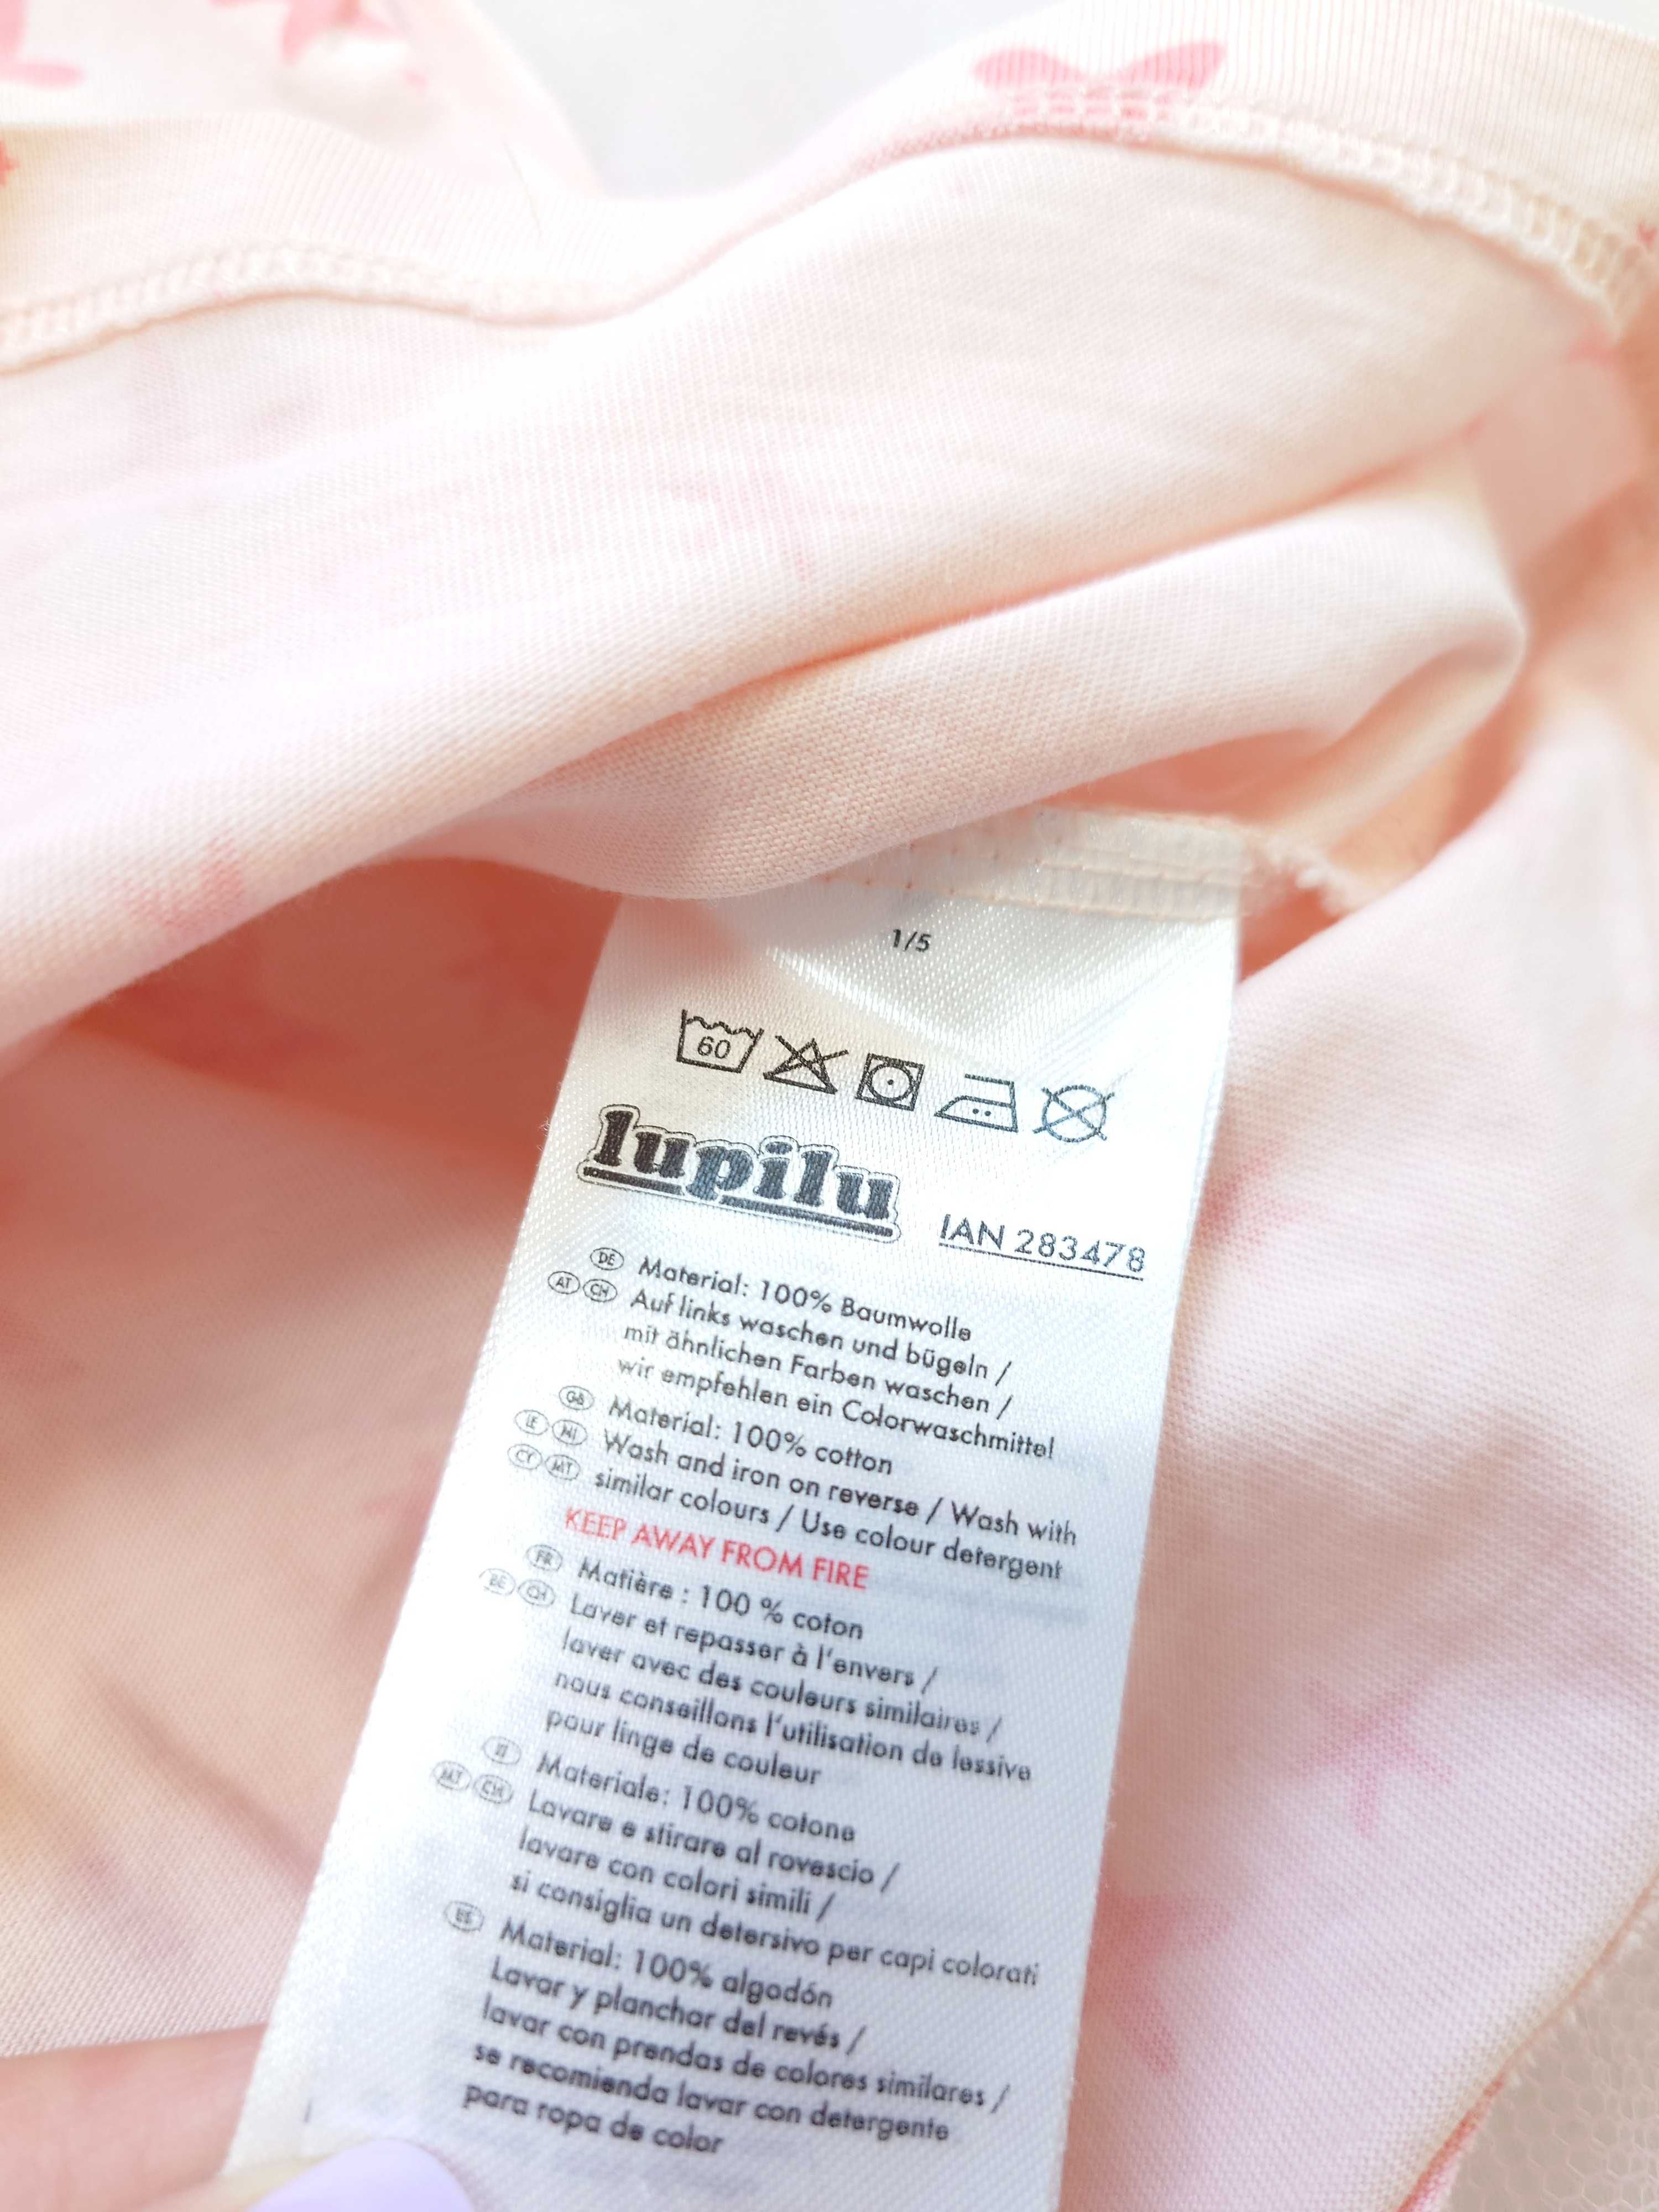 1/5
60
lupilu
IAN 283478
DE Material: 100% Baumwolle
AT CH Auf links waschen und bügeln /
mit ähnlichen Farben waschen /
wir empfehlen ein Colorwaschmittel
GB Material: 100% cotton
IE NI Wash and iron on reverse / Wash with
CY MT similar colours / Use colour detergent
KEEP AWAY FROM FIRE
FR Matière : 100 % coton
BE CH Laver et repasser à l'envers /
laver avec des couleurs similaires /
nous conseillons l'utilisation de lessive
pour linge de couleur
IT Materiale: 100% cotone
MT CH Lavare e stirare al rovescio /
lavare con colori simili /
si consiglia un detersivo per capi colorati
ES Material: 100% algodón
Lavar y planchar del revés /
lavar con prendas de colores similares /
se recomienda lavar con detergente
para ropa de color